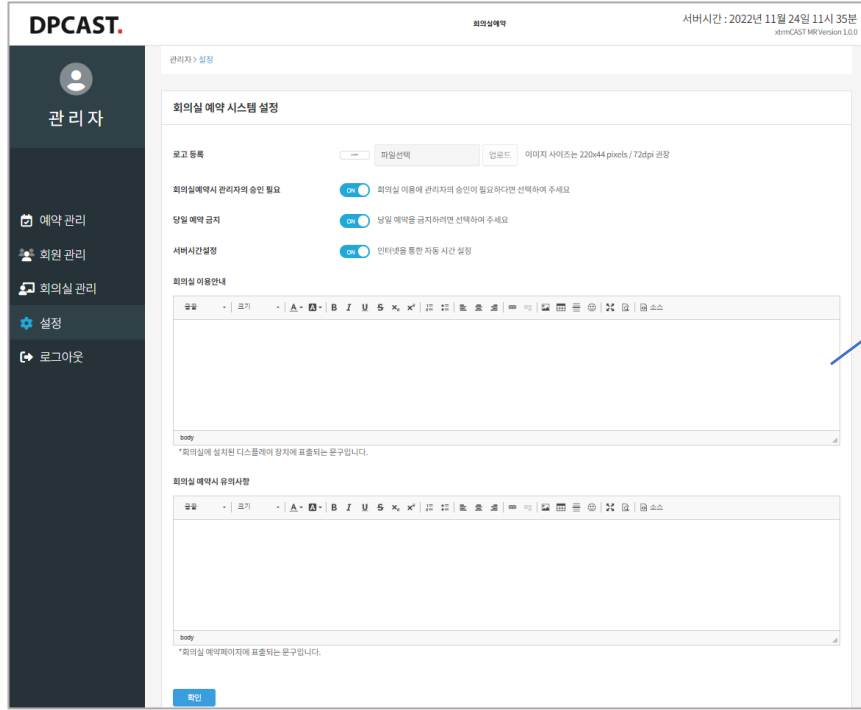 DPCAST.
회의실예약
서버시간 : 2022년 11월 24일 11시 35분
xtrmCAST MR Version 1.0.0
관리자 > 설정
관리자
예약 관리
회원 관리
회의실 관리
설정
로그아웃
회의실 예약 시스템 설정
로고 등록 파일선택 업로드 이미지 사이즈는 220x44 pixels / 72dpi 권장
회의실예약시 관리자의 승인 필요 ON 회의실 이용에 관리자의 승인이 필요하다면 선택하여 주세요
당일 예약 금지 ON 당일 예약을 금지하려면 선택하여 주세요
서버시간설정 ON 인터넷을 통한 자동 시간 설정
회의실 이용안내
글꼴 크기 A A B I U S x₂ x² 소스
body
*회의실에 설치된 디스플레이 장치에 표출되는 문구입니다.
회의실 예약시 유의사항
글꼴 크기 A A B I U S x₂ x² 소스
body
*회의실 예약페이지에 표출되는 문구입니다.
확인